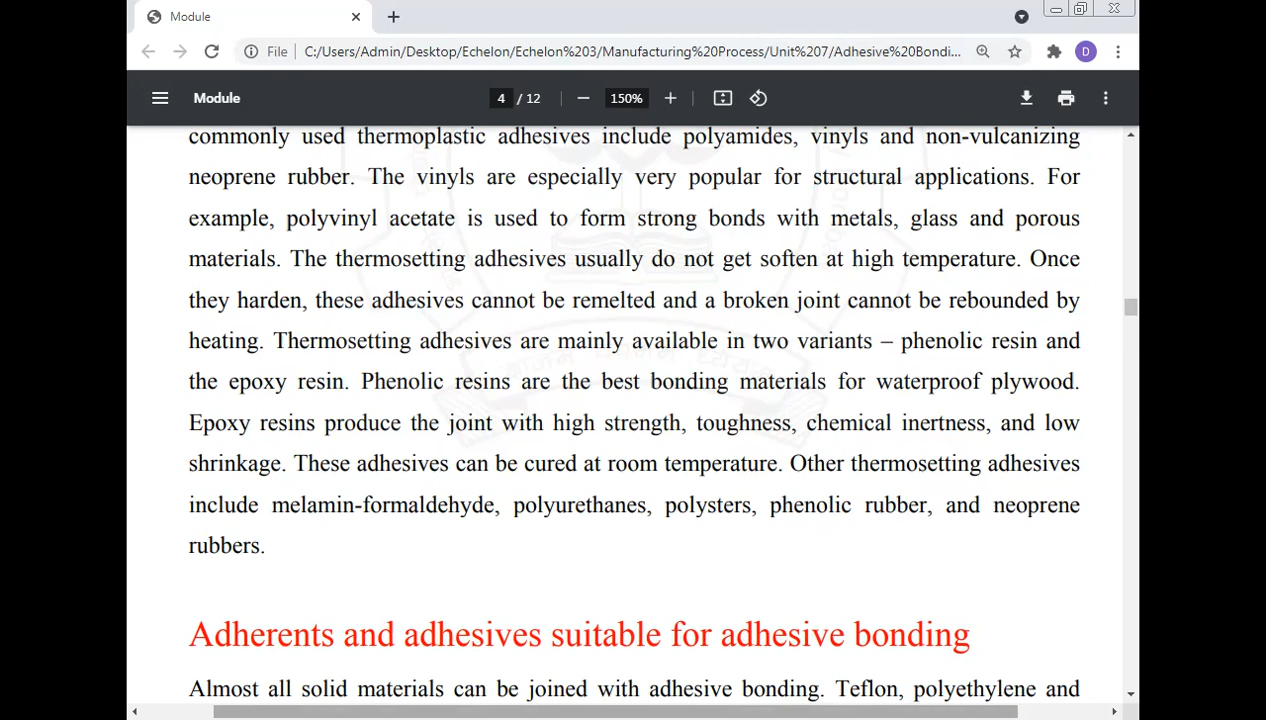 Module
File
C:/Users/Admin/Desktop/Echelon/Echelon%203/Manufacturing%20Process/Unit%207/Adhesive%20Bondi...
D
Module
4 / 12
150%
commonly used thermoplastic adhesives include polyamides, vinyls and non-vulcanizing
neoprene rubber. The vinyls are especially very popular for structural applications. For
example, polyvinyl acetate is used to form strong bonds with metals, glass and porous
materials. The thermosetting adhesives usually do not get soften at high temperature. Once
they harden, these adhesives cannot be remelted and a broken joint cannot be rebounded by
heating. Thermosetting adhesives are mainly available in two variants – phenolic resin and
the epoxy resin. Phenolic resins are the best bonding materials for waterproof plywood.
Epoxy resins produce the joint with high strength, toughness, chemical inertness, and low
shrinkage. These adhesives can be cured at room temperature. Other thermosetting adhesives
include melamin-formaldehyde, polyurethanes, polysters, phenolic rubber, and neoprene
rubbers.
Adherents and adhesives suitable for adhesive bonding
Almost all solid materials can be joined with adhesive bonding. Teflon, polyethylene and